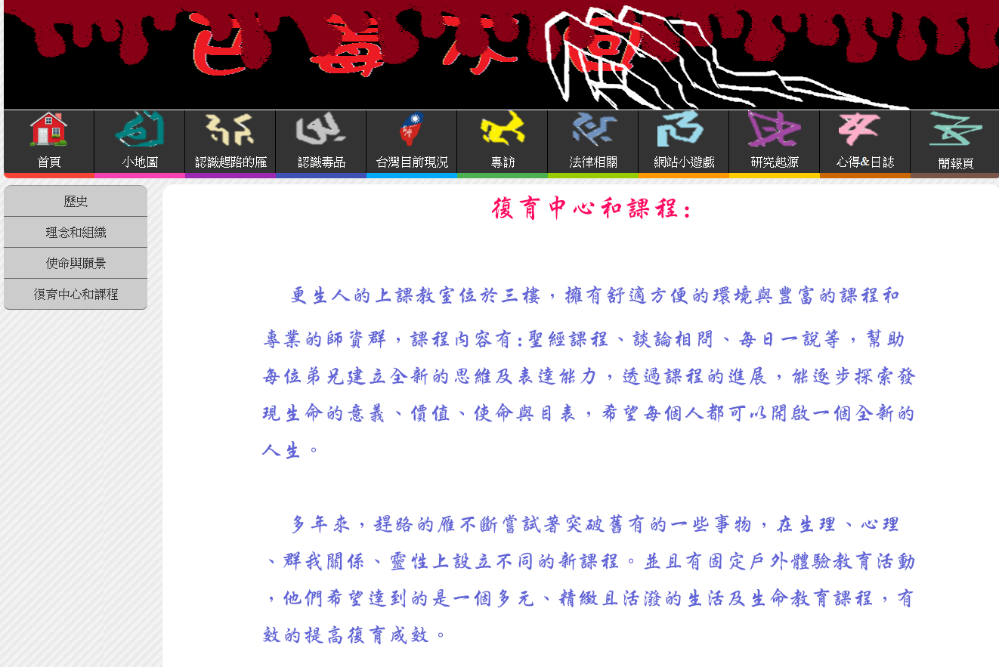 已毒不回
首頁
小地圖
認識趕路的雁
認識毒品
台灣目前現況
專訪
法律相關
網站小遊戲
研究起源
心得&日誌
簡報頁
歷史
理念和組織
使命與願景
復育中心和課程
復育中心和課程:
更生人的上課教室位於三樓，擁有舒適方便的環境與豐富的課程和
專業的師資群，課程內容有:聖經課程、談論相問、每日一說等，幫助
每位弟兄建立全新的思維及表達能力，透過課程的進展，能逐步探索發
現生命的意義、價值、使命與目表，希望每個人都可以開啟一個全新的
人生。
多年來，趕路的雁不斷嘗試著突破舊有的一些事物，在生理、心理
、群我關係、靈性上設立不同的新課程。並且有固定戶外體驗教育活動
，他們希望達到的是一個多元、精緻且活潑的生活及生命教育課程，有
效的提高復育成效。